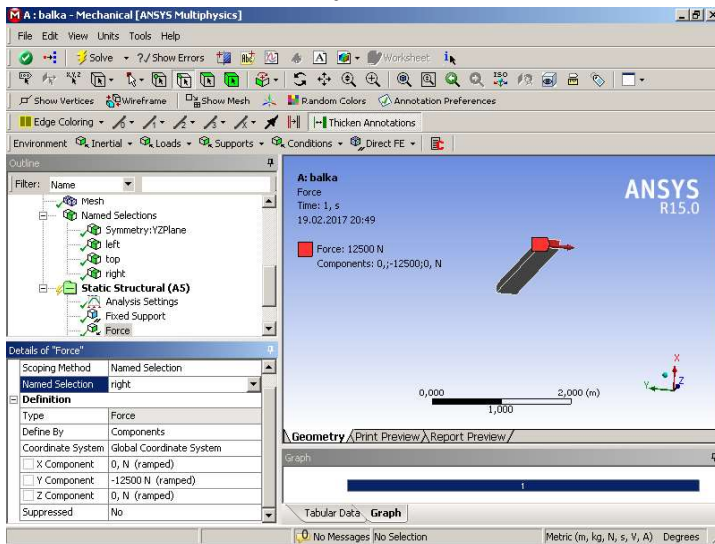 A : balka - Mechanical [ANSYS Multiphysics]
File Edit View Units Tools Help
Solve ?/Show Errors A Worksheet
ISO
Show Vertices Wireframe Show Mesh Random Colors Annotation Preferences
Edge Coloring Thicken Annotations
Environment Inertial Loads Supports Conditions Direct FE
Outline
Filter: Name
Mesh
Named Selections
Symmetry:YZPlane
left
top
right
Static Structural (A5)
Analysis Settings
Fixed Support
Force
Details of "Force"
Scoping Method Named Selection
Named Selection right
Definition
Type Force
Define By Components
Coordinate System Global Coordinate System
X Component 0, N (ramped)
Y Component -12500 N (ramped)
Z Component 0, N (ramped)
Suppressed No
A: balka
Force
Time: 1, s
19.02.2017 20:49
Force: 12500 N
Components: 0,;-12500;0, N
ANSYS
R15.0
X
Y
Z
0,000 2,000 (m)
1,000
Geometry Print Preview Report Preview
Graph
1
Tabular Data Graph
No Messages No Selection Metric (m, kg, N, s, V, A) Degrees